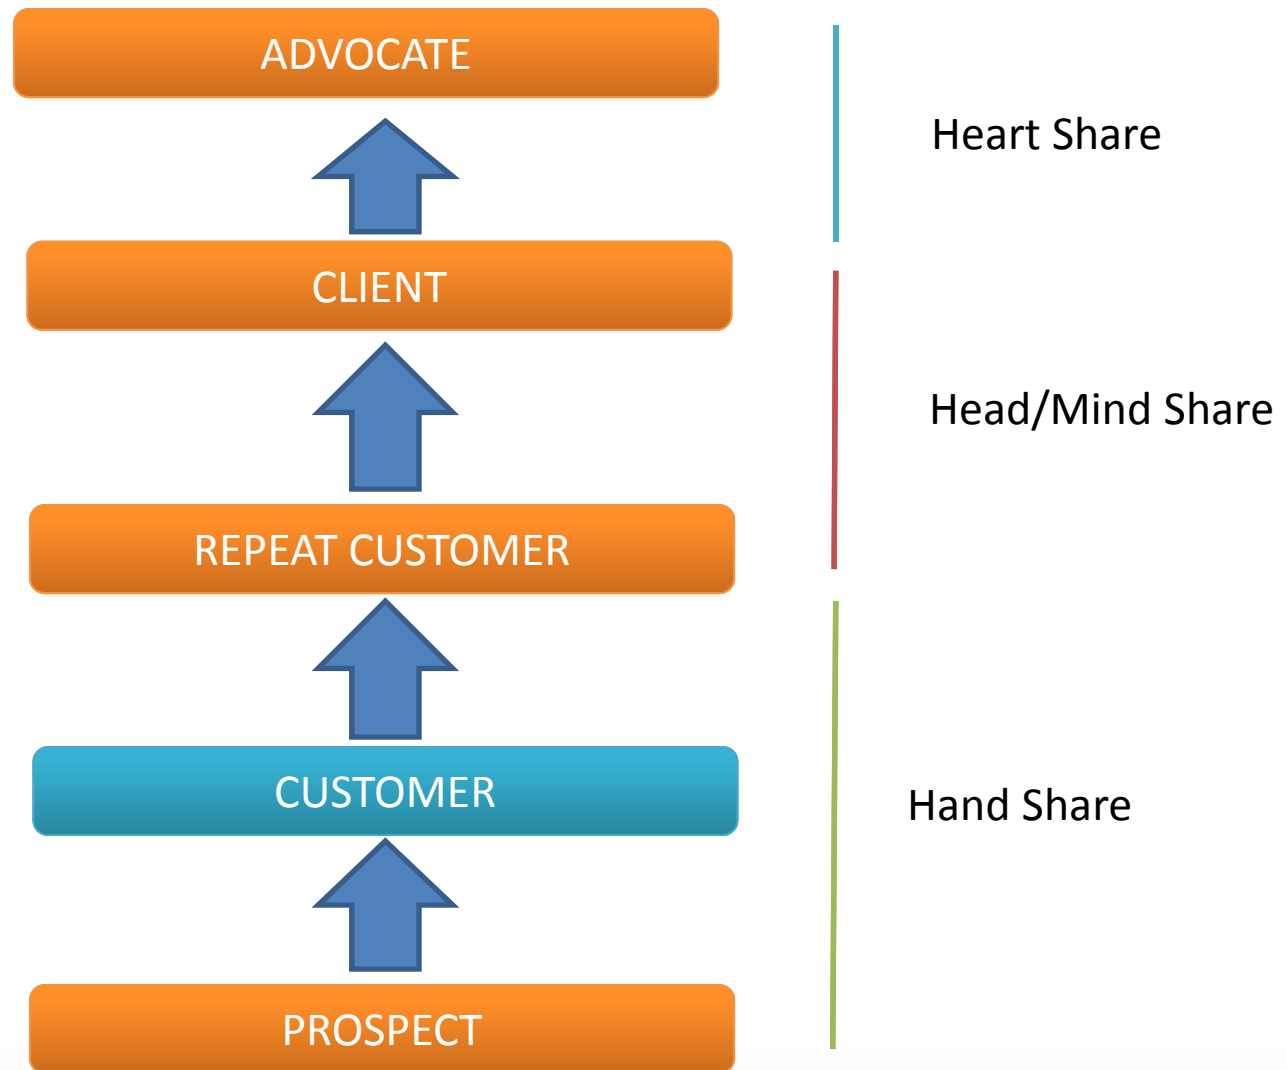 ADVOCATE
Heart Share
CLIENT
Head/Mind Share
REPEAT CUSTOMER
CUSTOMER
Hand Share
PROSPECT